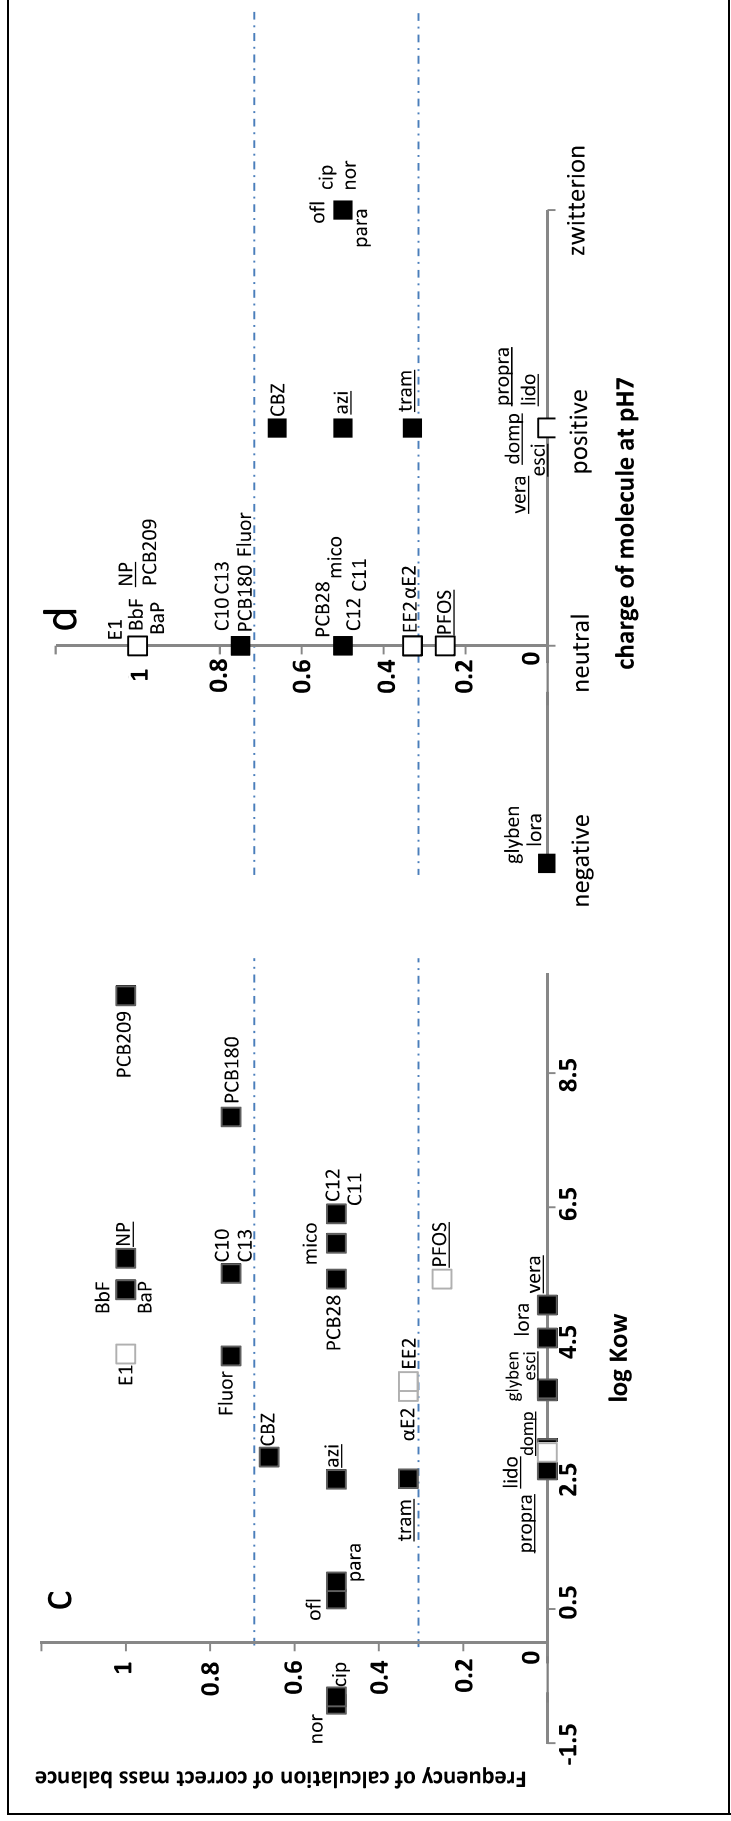 c
Frequency of calculation of correct mass balance
1
0.8
0.6
0.4
0.2
0
-1.5
0.5
2.5
4.5
6.5
8.5
log Kow
E1
BbF
BaP
NP
PCB209
Fluor
C10
C13
PCB180
CBZ
nor
cip
ofl
para
azi
PCB28
mico
C12
C11
tram
αE2
EE2
PFOS
propra
lido
domp
glyben
esci
lora
vera
d
1
0.8
0.6
0.4
0.2
0
negative
neutral
positive
zwitterion
charge of molecule at pH7
E1
BbF
NP
BaP
PCB209
C10 C13
PCB180 Fluor
PCB28
mico
C12
C11
EE2 αE2
PFOS
CBZ
azi
tram
ofl
cip
nor
para
glyben
lora
propra
domp
lido
vera
esci